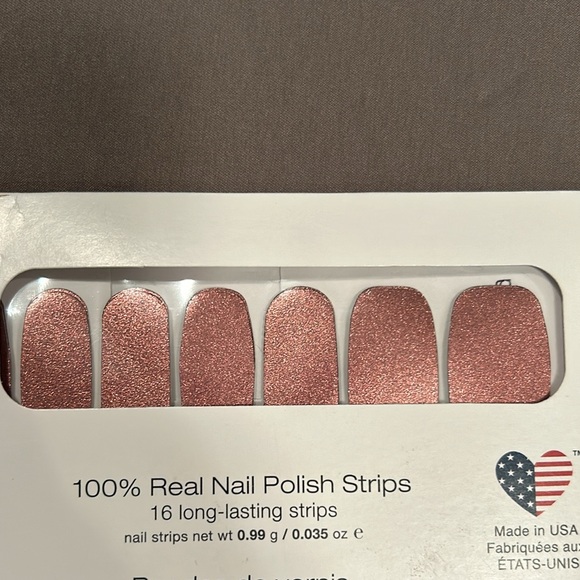 100% Real Nail Polish Strips
16 long-lasting strips
nail strips net wt 0.99 g / 0.035 oz e
TM
Made in USA
Fabriquées aux
ÉTATS-UNIS